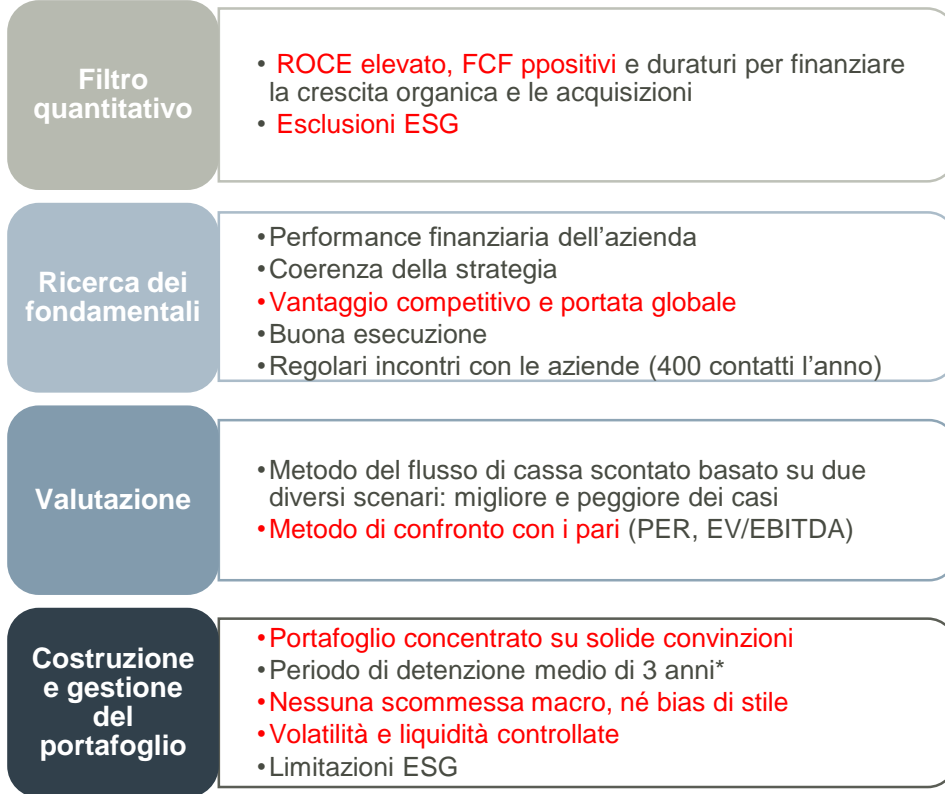 Filtro
quantitativo
• ROCE elevato, FCF ppositivi e duraturi per finanziare
la crescita organica e le acquisizioni
• Esclusioni ESG
Ricerca dei
fondamentali
•Performance finanziaria dell’azienda
•Coerenza della strategia
•Vantaggio competitivo e portata globale
•Buona esecuzione
•Regolari incontri con le aziende (400 contatti l’anno)
Valutazione
•Metodo del flusso di cassa scontato basato su due
diversi scenari: migliore e peggiore dei casi
•Metodo di confronto con i pari (PER, EV/EBITDA)
Costruzione
e gestione
del
portafoglio
•Portafoglio concentrato su solide convinzioni
•Periodo di detenzione medio di 3 anni*
•Nessuna scommessa macro, né bias di stile
•Volatilità e liquidità controllate
•Limitazioni ESG